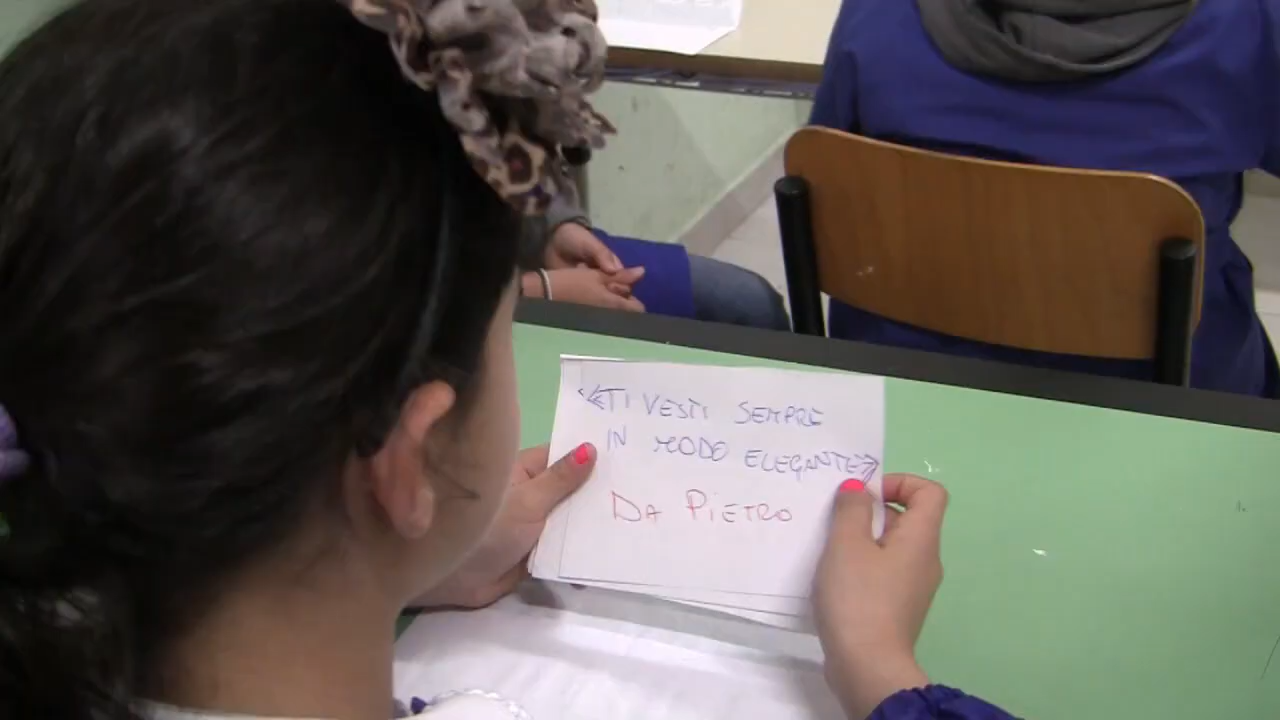 «TI VESTI SEMPRE
IN MODO ELEGANTE»
DA PIETRO